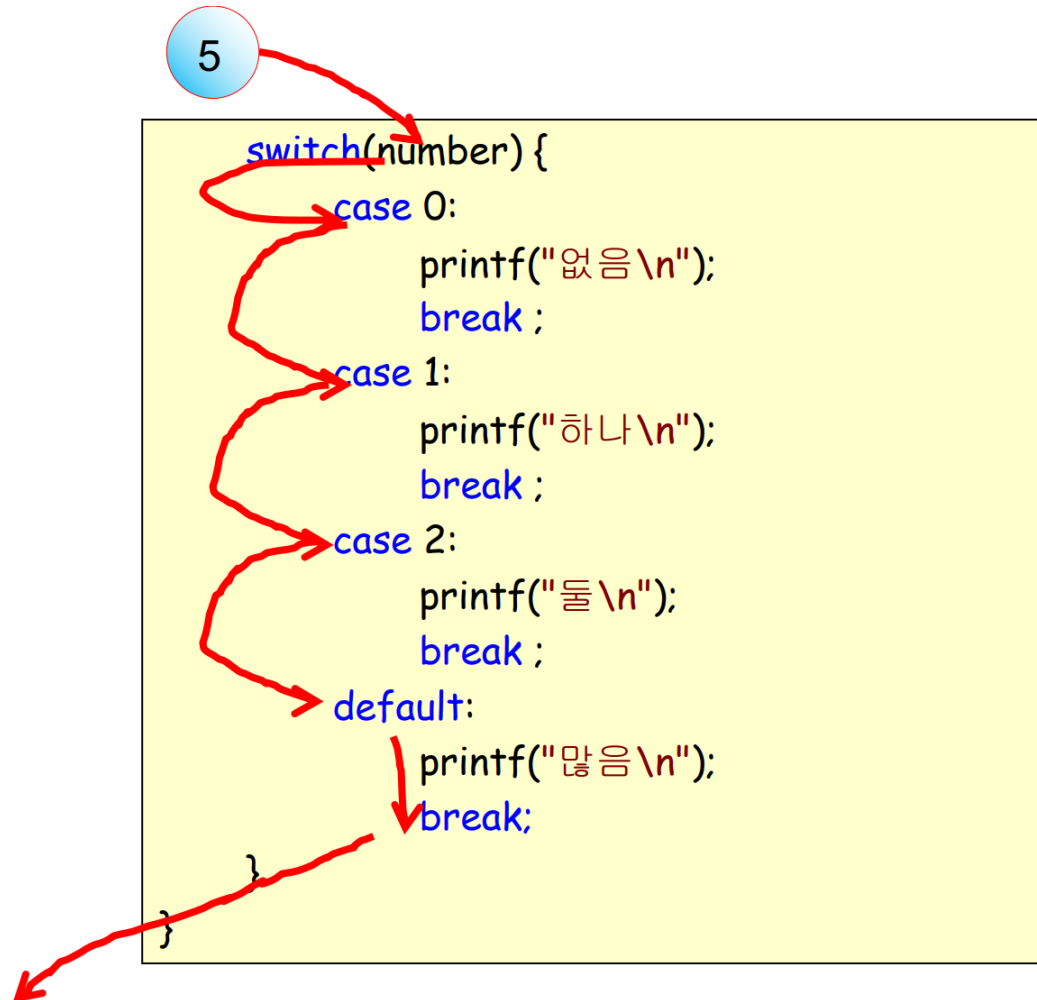 5
switch(number) {
case 0:
printf("없음\n");
break ;
case 1:
printf("하나\n");
break ;
case 2:
printf("둘\n");
break ;
default:
printf("많음\n");
break;
}
}